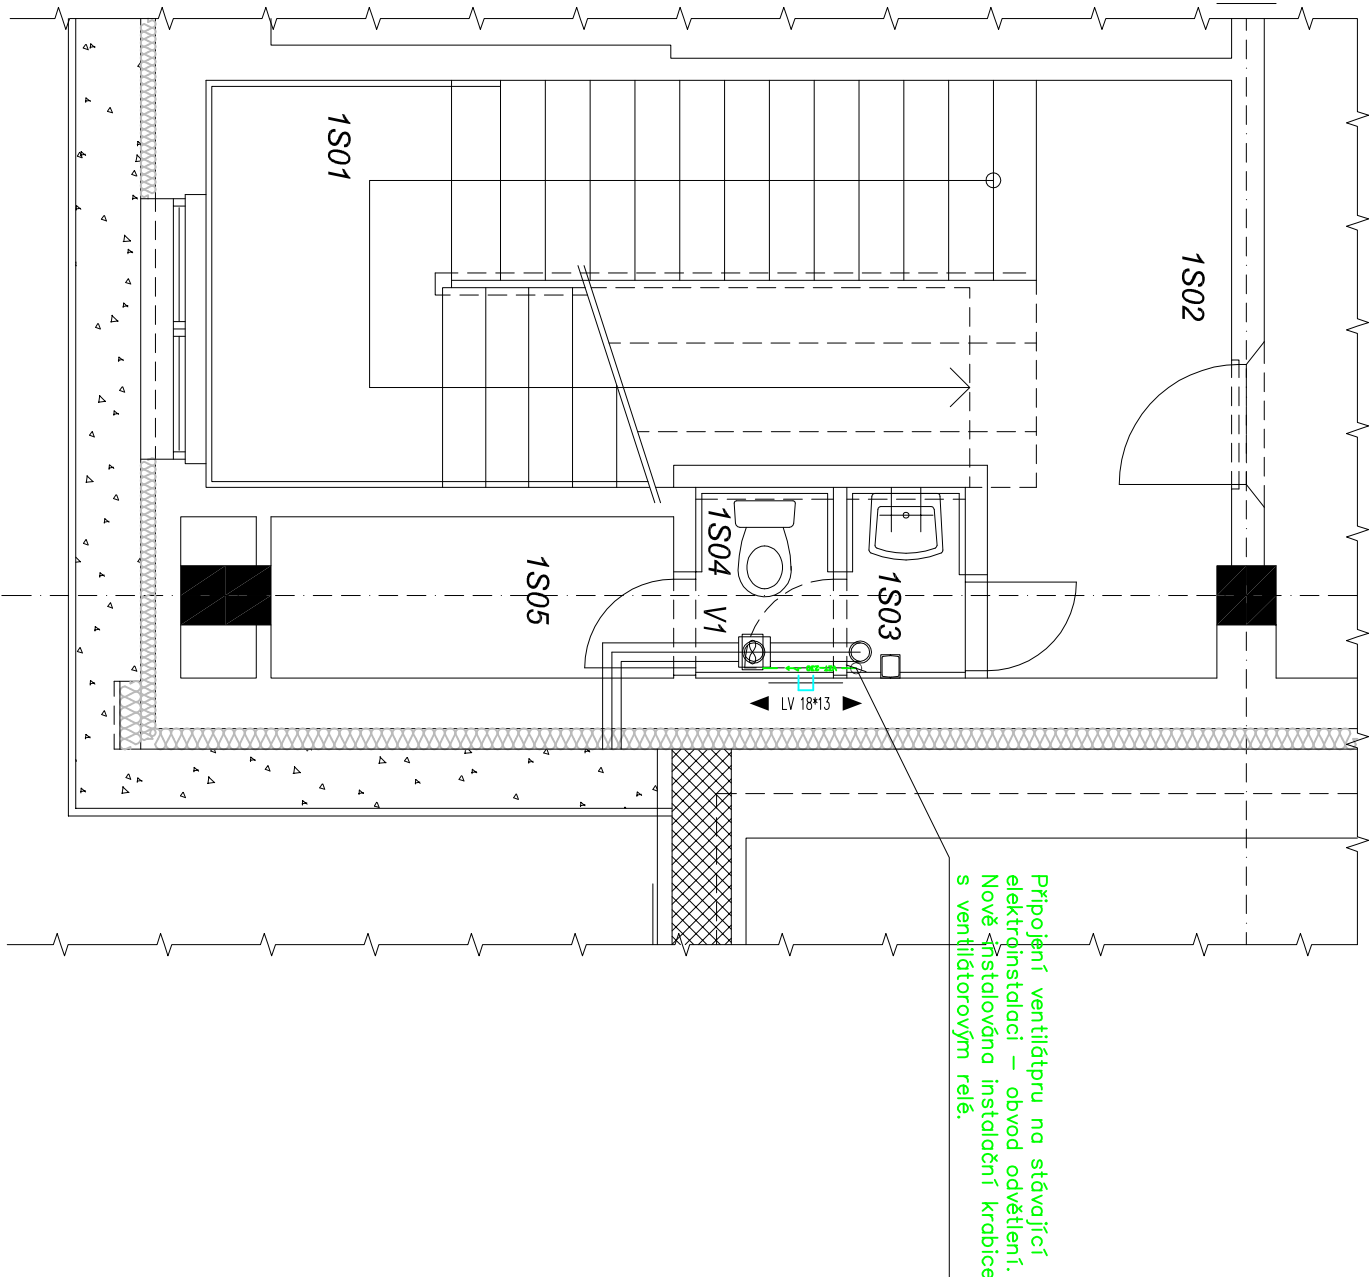 1S01
1S02
1S03
1S04
1S05
V1
LV 18*13
Připojení ventilátpru na stávající
elektroinstalaci – obvod odvětlení.
Nově instalována instalační krabice
s ventilátorovým relé.